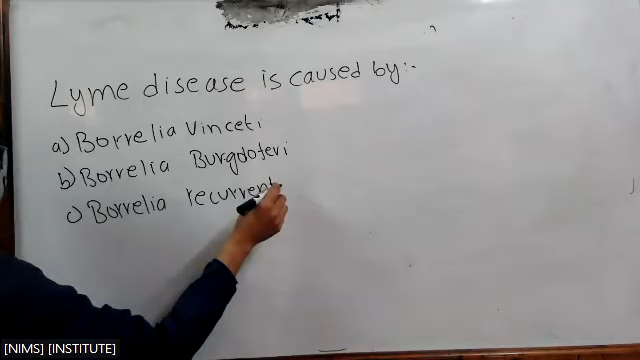 Lyme disease is caused by:-
a) Borrelia Vinceti
b) Borrelia Burgdoferi
c) Borrelia recurrent
[NIMS] [INSTITUTE]